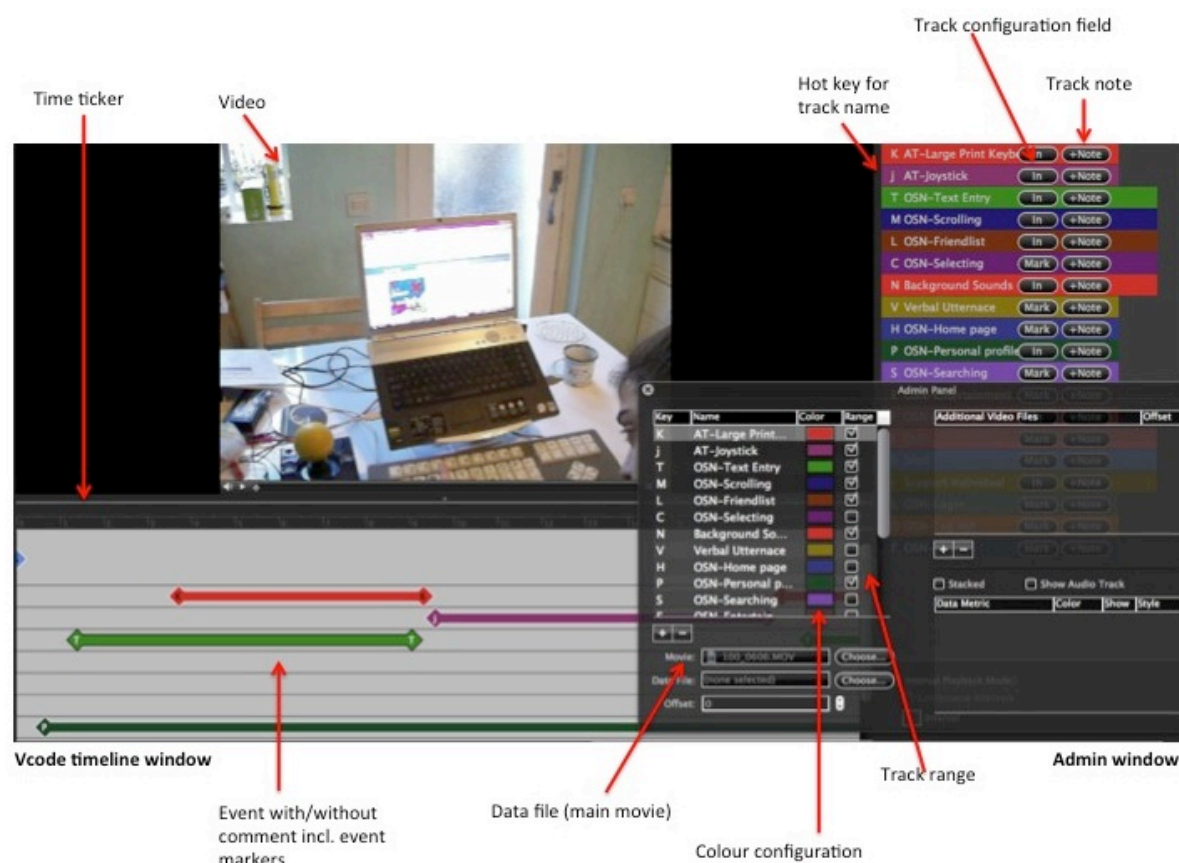 Track configuration field
Hot key for
track name
Track note
Time ticker
Video
K AT-Large Print Keybo In +Note
j AT-Joystick In +Note
T OSN-Text Entry In +Note
M OSN-Scrolling In +Note
L OSN-Friendlist In +Note
C OSN-Selecting Mark +Note
N Background Sounds In +Note
V Verbal Utternace Mark +Note
H OSN-Home page Mark +Note
P OSN-Personal profile In +Note
S OSN-Searching Mark +Note
Admin Panel
Key Name Color Range
K AT-Large Print...
j AT-Joystick
T OSN-Text Entry
M OSN-Scrolling
L OSN-Friendlist
C OSN-Selecting
N Background So...
V Verbal Utternace
H OSN-Home page
P OSN-Personal p...
S OSN-Searching
OSN-Entertain
+ -
Movie: 100_0606.MOV Choose...
Data File: (none selected) Choose...
Offset: 0
Additional Video Files Offset
+ -
Stacked Show Audio Track
Data Metric Color Show Style
K
j
T T
P
Vcode timeline window
Admin window
Track range
Event with/without
comment incl. event
markers
Data file (main movie)
Colour configuration